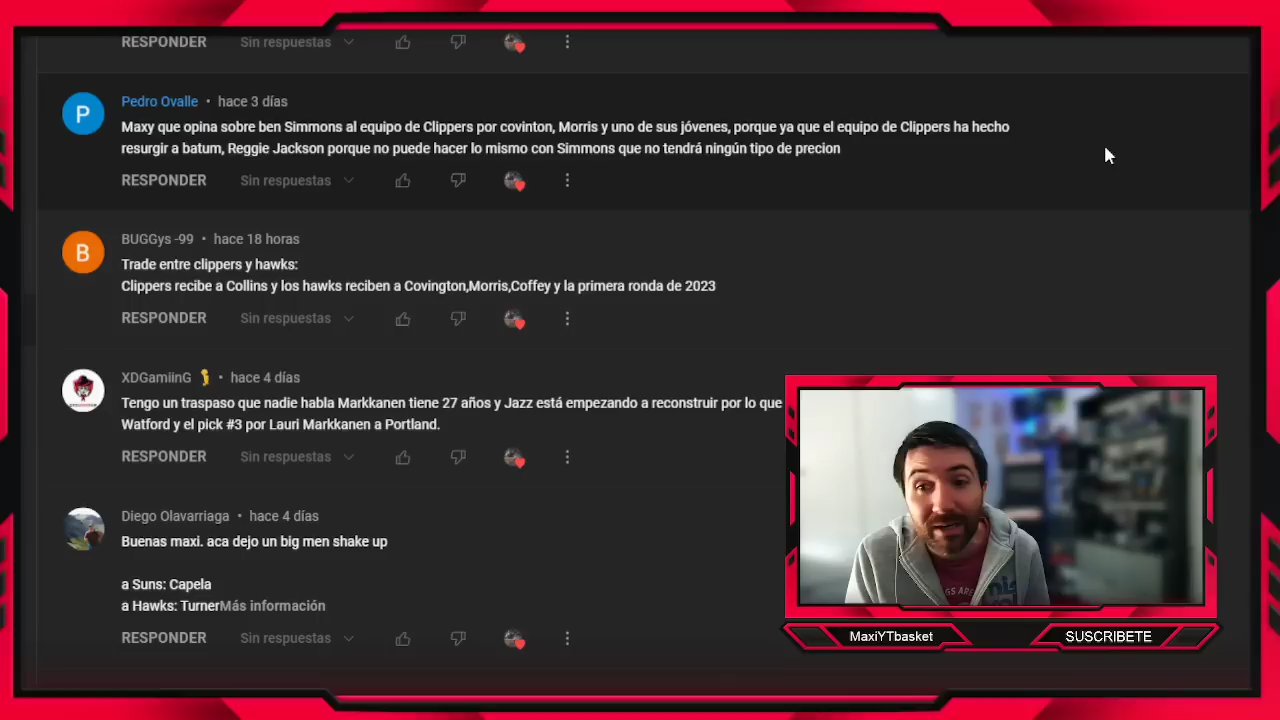 RESPONDER Sin respuestas
Pedro Ovalle • hace 3 días
Maxy que opina sobre ben Simmons al equipo de Clippers por covinton, Morris y uno de sus jóvenes, porque ya que el equipo de Clippers ha hecho
resurgir a batum, Reggie Jackson porque no puede hacer lo mismo con Simmons que no tendrá ningún tipo de precion
RESPONDER Sin respuestas
BUGGys -99 • hace 18 horas
Trade entre clippers y hawks:
Clippers recibe a Collins y los hawks reciben a Covington,Morris,Coffey y la primera ronda de 2023
RESPONDER Sin respuestas
XDGamiinG • hace 4 días
Tengo un traspaso que nadie habla Markkanen tiene 27 años y Jazz está empezando a reconstruir por lo que
Watford y el pick #3 por Lauri Markkanen a Portland.
RESPONDER Sin respuestas
Diego Olavarriaga • hace 4 días
Buenas maxi. aca dejo un big men shake up
a Suns: Capela
a Hawks: TurnerMás información
RESPONDER Sin respuestas
MaxiYTbasket
SUSCRIBETE